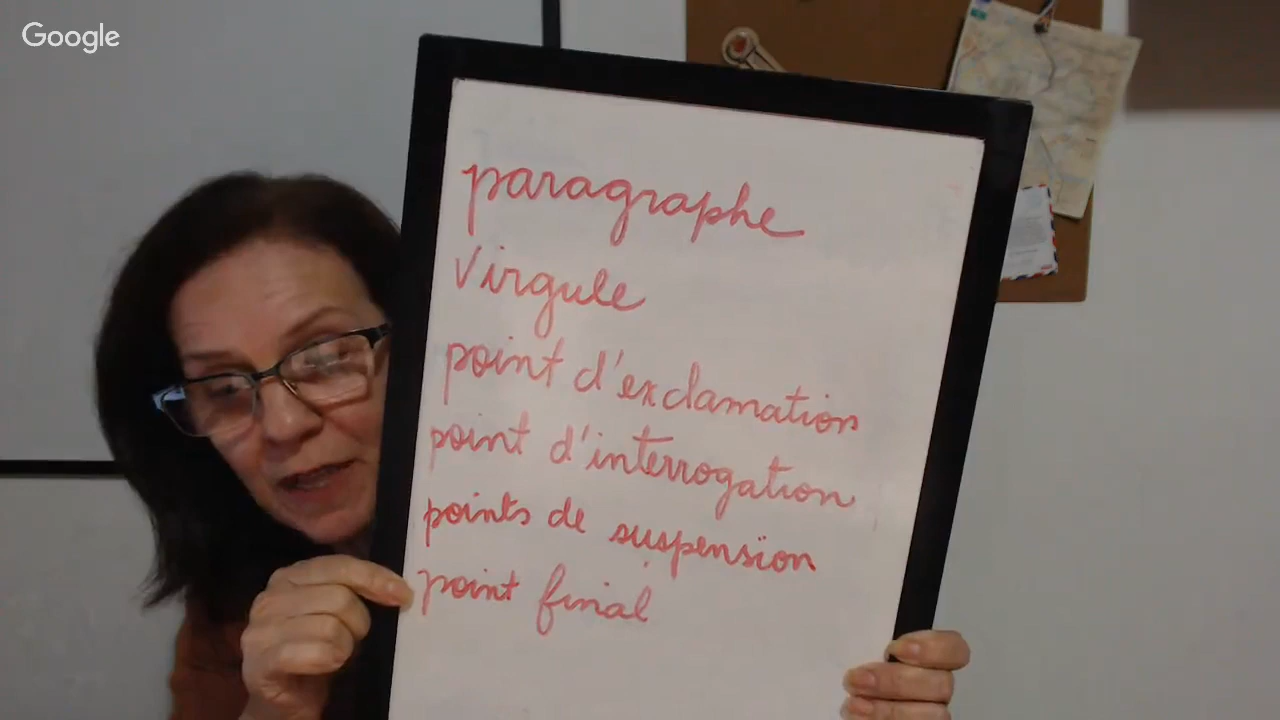 Google
paragraphe
virgule
point d'exclamation
point d'interrogation
points de suspension
point final